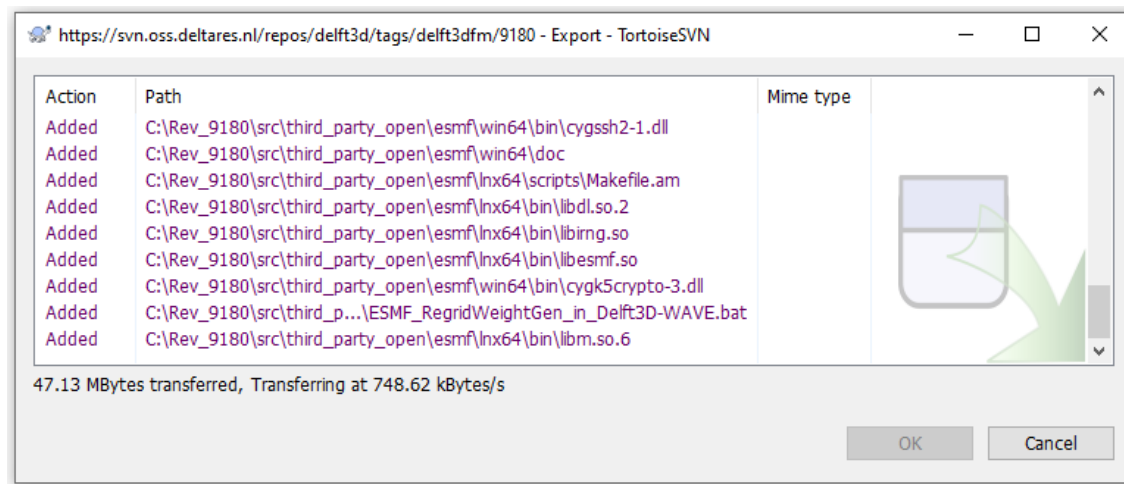 https://svn.oss.deltares.nl/repos/delft3d/tags/delft3dfm/9180 - Export - TortoiseSVN
Action Path Mime type
Added C:\Rev_9180\src\third_party_open\esmf\win64\bin\cygssh2-1.dll
Added C:\Rev_9180\src\third_party_open\esmf\win64\doc
Added C:\Rev_9180\src\third_party_open\esmf\lnx64\scripts\Makefile.am
Added C:\Rev_9180\src\third_party_open\esmf\lnx64\bin\libdl.so.2
Added C:\Rev_9180\src\third_party_open\esmf\lnx64\bin\libirng.so
Added C:\Rev_9180\src\third_party_open\esmf\lnx64\bin\libesmf.so
Added C:\Rev_9180\src\third_party_open\esmf\win64\bin\cygk5crypto-3.dll
Added C:\Rev_9180\src\third_p...\ESMF_RegridWeightGen_in_Delft3D-WAVE.bat
Added C:\Rev_9180\src\third_party_open\esmf\lnx64\bin\libm.so.6
47.13 MBytes transferred, Transferring at 748.62 kBytes/s
OK Cancel